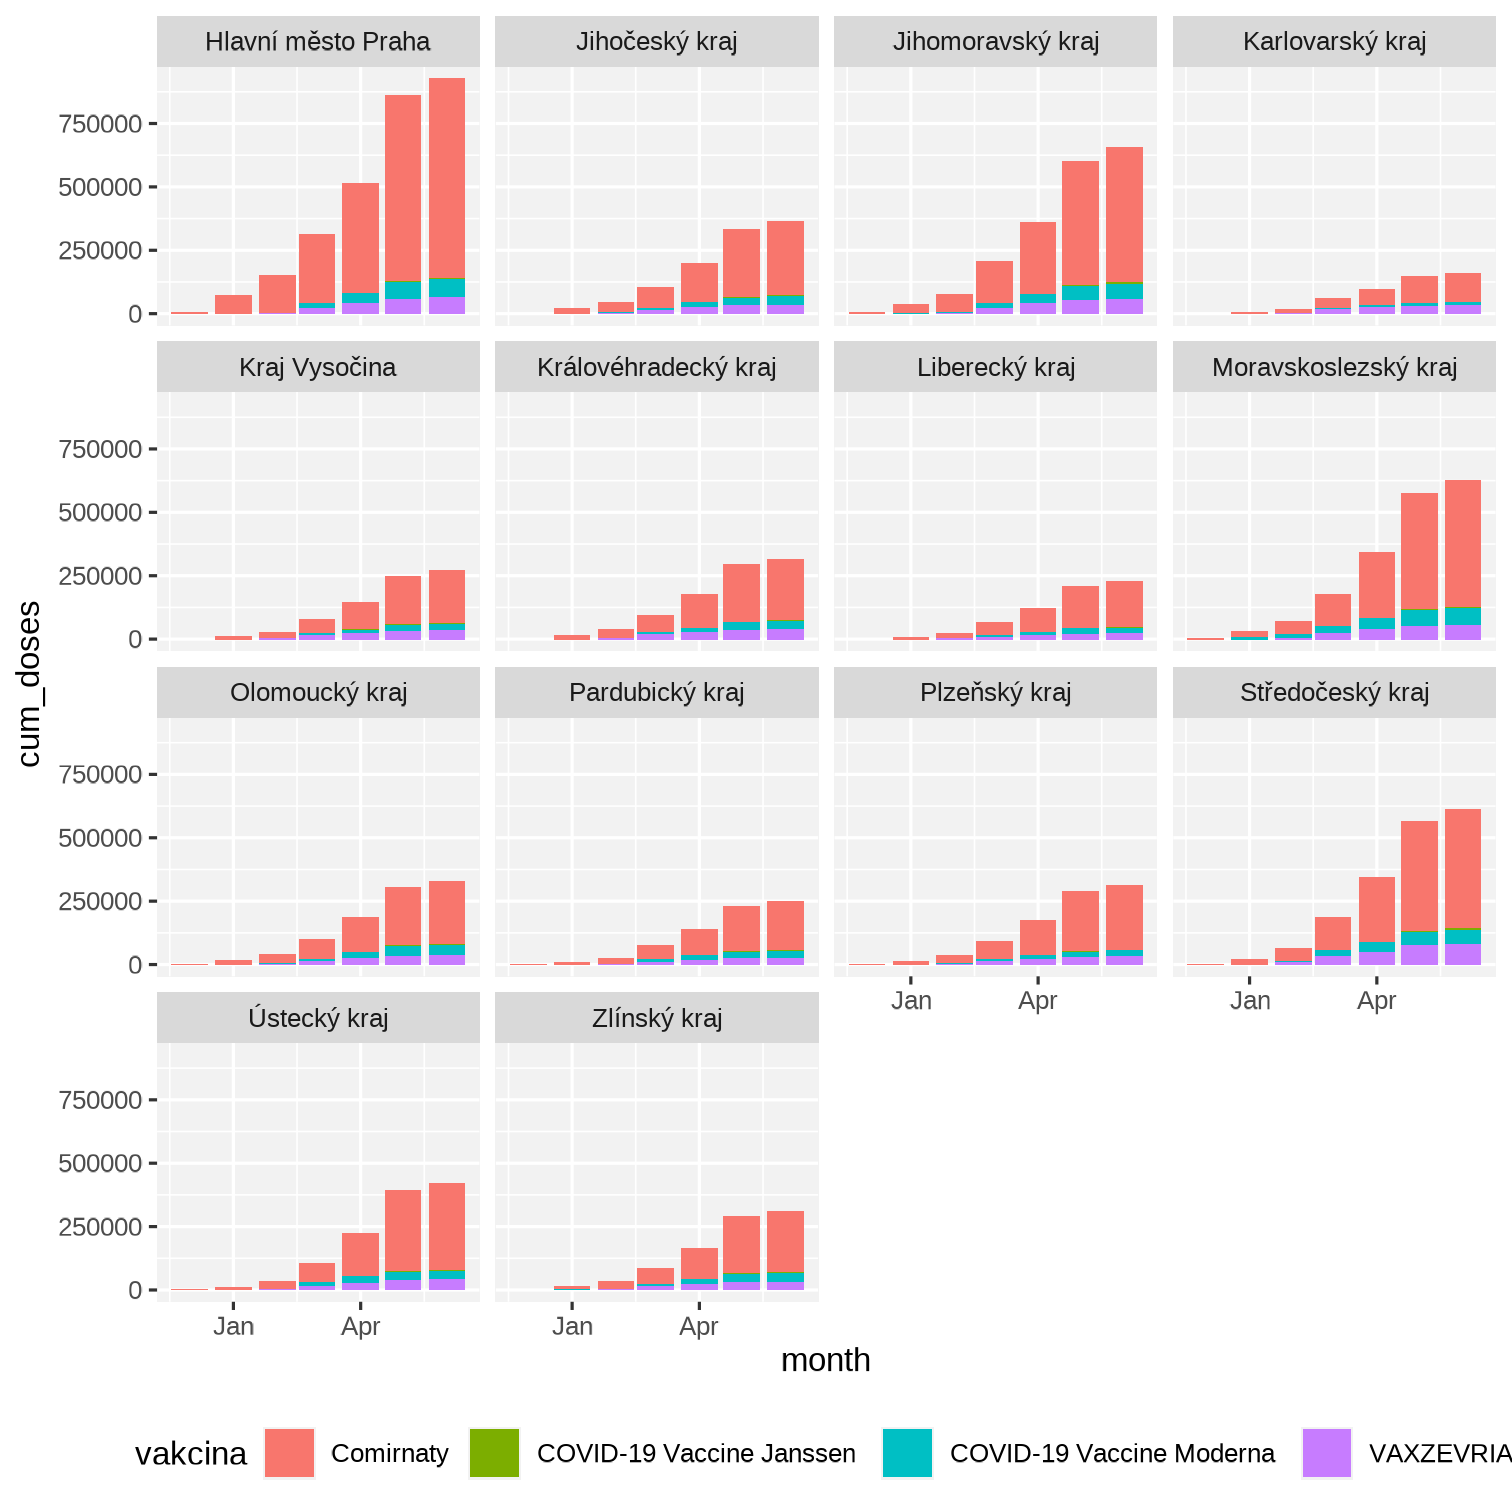 Hlavní město Praha
Jihočeský kraj
Jihomoravský kraj
Karlovarský kraj
750000
500000
250000
0
Kraj Vysočina
Královéhradecký kraj
Liberecký kraj
Moravskoslezský kraj
750000
500000
250000
0
Olomoucký kraj
Pardubický kraj
Plzeňský kraj
Středočeský kraj
750000
500000
250000
0
Jan Apr
Jan Apr
Ústecký kraj
Zlínský kraj
750000
500000
250000
0
Jan Apr
Jan Apr
cum_doses
month
vakcina Comirnaty COVID-19 Vaccine Janssen COVID-19 Vaccine Moderna VAXZEVRIA